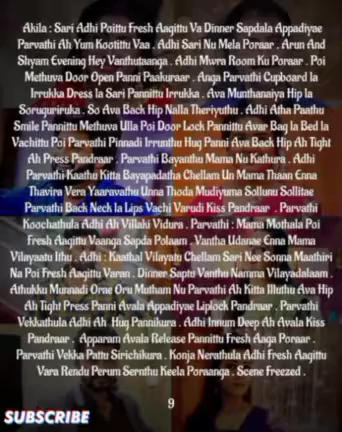 Akila : Sari Adhi Poittu Fresh Aagittu Va Dinner Sapdala Appadiyae
Parvathi Ah Yum Kootittu Vaa . Adhi Sari Nu Mela Poraar . Arun And
Shyam Evening Hey Vanthutaanga . Adhi Mwra Room Ku Poraar . Poi
Methuva Door Open Panni Paakuraar . Anga Parvathi Cupboard la
Irrukka Dress la Sari Pannittu Irrukka . Ava Munthanaiya Hip la
Soruguriruka . So Ava Back Hip Nalla Theriyuthu . Adhi Atha Paathu
Smile Pannittu Methuva Ulla Poi Door Lock Pannittu Avar Bag la Bed la
Vachittu Poi Parvathi Pinnadi Irrunthu Hug Panni Ava Back Hip Ah Tight
Ah Press Pandraar . Parvathi Bayanthu Mama Nu Kathura . Adhi
Parvathi Kaathu Kitta Bayapadatha Chellam Un Mama Thaan Enna
Thavira Vera Yaaravathu Unna Thoda Mudiyuma Sollunu Sollitae
Parvathi Back Neck la Lips Vachi Varudi Kiss Pandraar . Parvathi
Koochathula Adhi Ah Villaki Vidura . Parvathi : Mama Mothala Poi
Fresh Aagittu Vaanga Sapda Polaam . Vantha Udanae Enna Mama
Vilayaatu Ithu . Adhi : Kaathal Vilayatu Chellam Sari Nee Sonna Maathiri
Na Poi Fresh Aagittu Varan . Dinner Saptu Vanthu Namma Vilayadalaam .
Athukku Munnadi Orae Oru Mutham Nu Parvathi Ah Kitta Illuthu Ava Hip
Ah Tight Press Panni Avala Appadiyae Liplock Pandraar . Parvathi
Vekkathula Adhi Ah Hug Pannikura . Adhi Innum Deep Ah Avala Kiss
Pandraar . Apparam Avala Release Pannittu Fresh Aaga Poraar .
Parvathi Vekka Pattu Sirichikura . Konja Nerathula Adhi Fresh Aagittu
Vara Rendu Perum Sernthu Keela Poraanga . Scene Freezed .
9
SUBSCRIBE